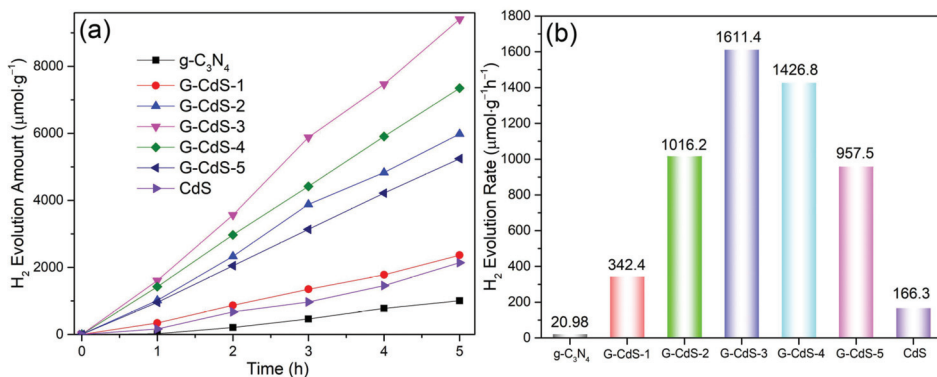 (a)
g-C₃N₄
G-CdS-1
G-CdS-2
G-CdS-3
G-CdS-4
G-CdS-5
CdS
H₂ Evolution Amount (μmol·g⁻¹)
8000
6000
4000
2000
0
0 1 2 3 4 5
Time (h)
(b)
H₂ Evolution Rate (μmol·g⁻¹h⁻¹)
1800
1600
1400
1200
1000
800
600
400
200
0
20.98
342.4
1016.2
1611.4
1426.8
957.5
166.3
g-C₃N₄ G-CdS-1 G-CdS-2 G-CdS-3 G-CdS-4 G-CdS-5 CdS